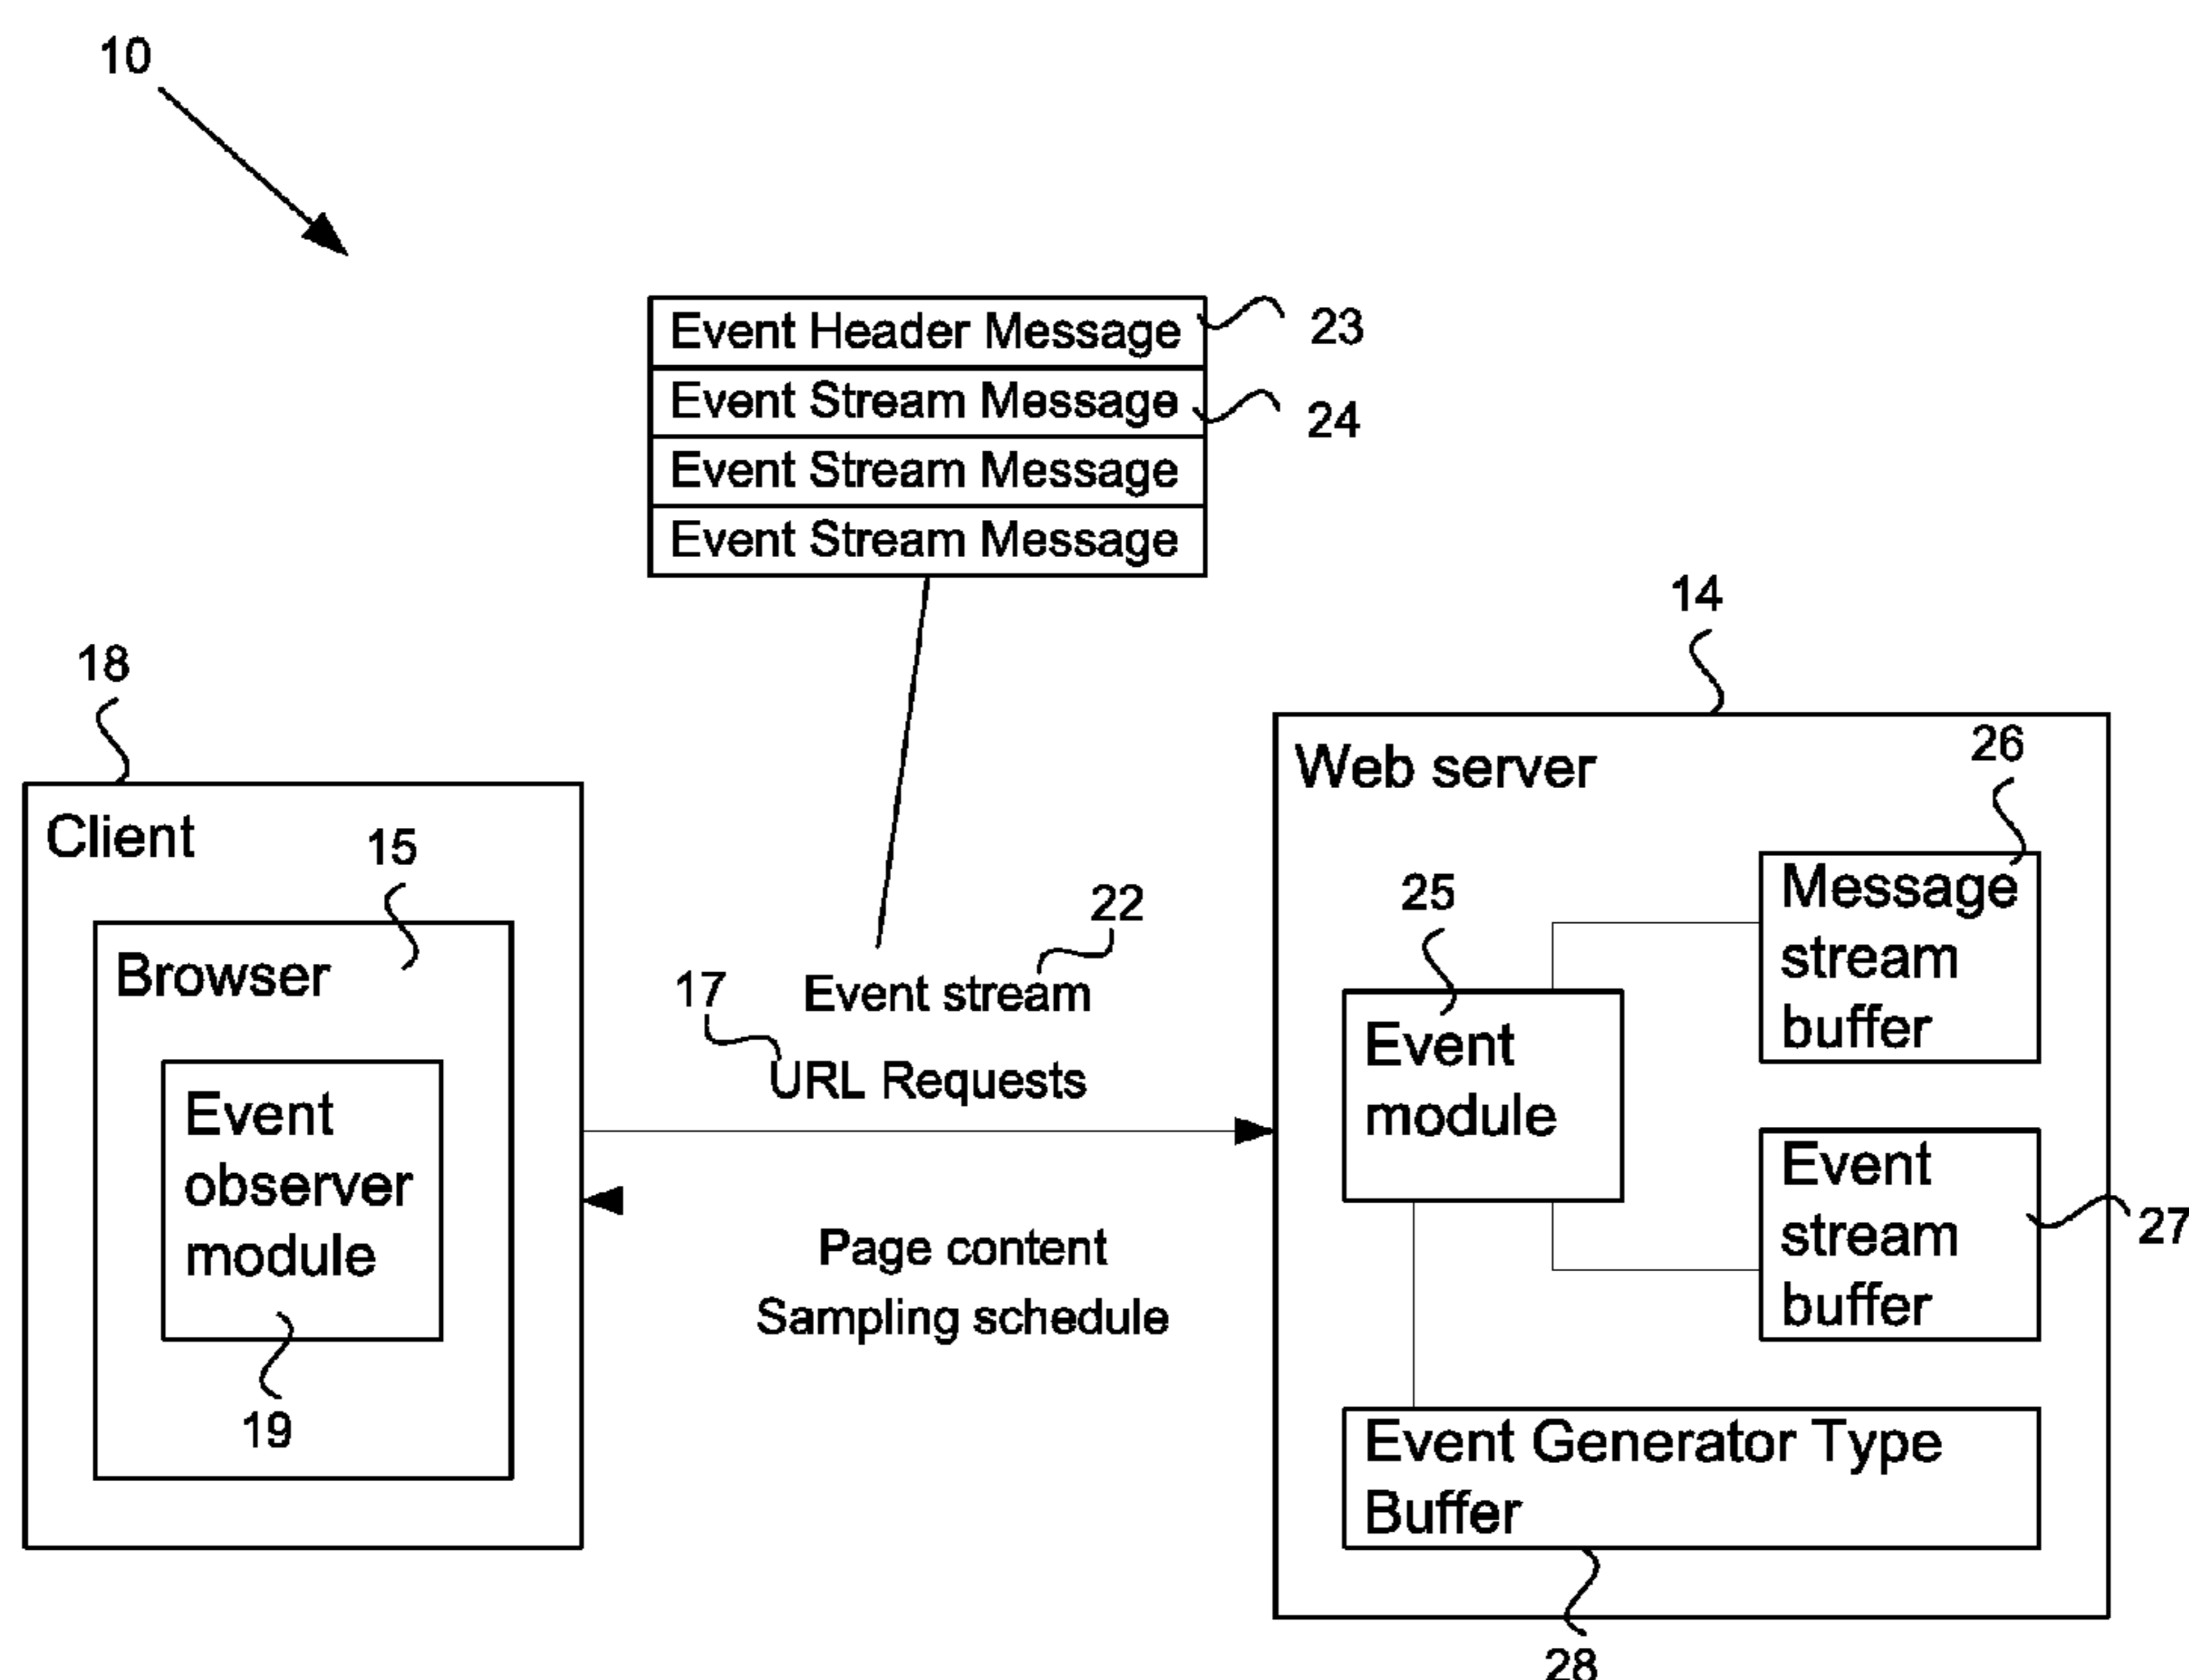 10
Event Header Message
23
Event Stream Message
24
Event Stream Message
Event Stream Message
14
18
Web server
26
Client
15
Message
stream
buffer
25
22
Browser
17
Event stream
Event
module
URL Requests
Event
observer
module
Event
stream
buffer
27
Page content
Sampling schedule
19
Event Generator Type
Buffer
28